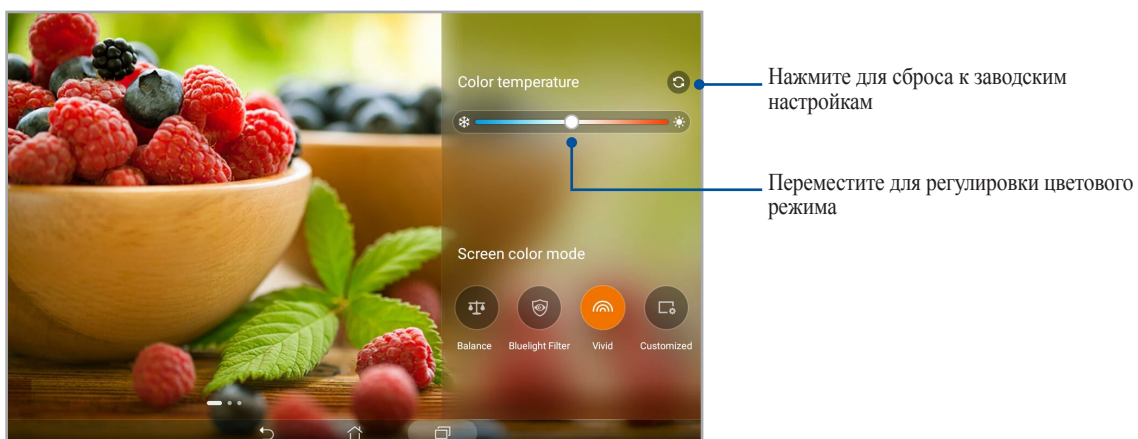 Color temperature
Нажмите для сброса к заводским
настройкам
Переместите для регулировки цветового
режима
Screen color mode
Balance
Bluelight Filter
Vivid
Customized